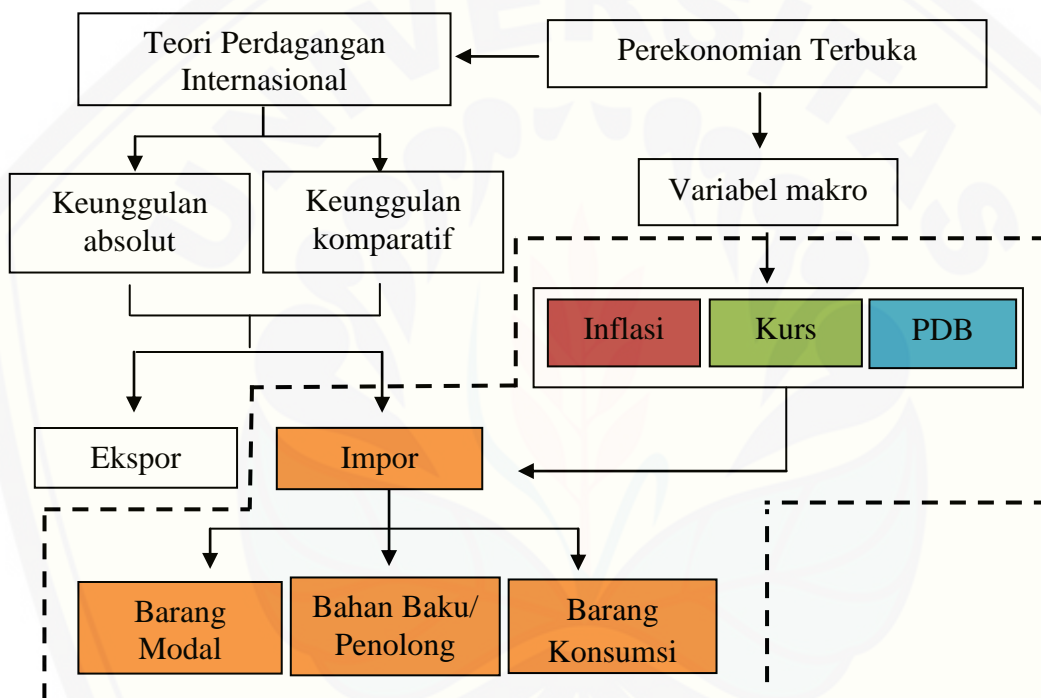 Teori Perdagangan
Internasional
Perekonomian Terbuka
Keunggulan
absolut
Keunggulan
komparatif
Variabel makro
Inflasi
Kurs
PDB
Ekspor
Impor
Barang
Modal
Bahan Baku/
Penolong
Barang
Konsumsi
UNIVERSITAS